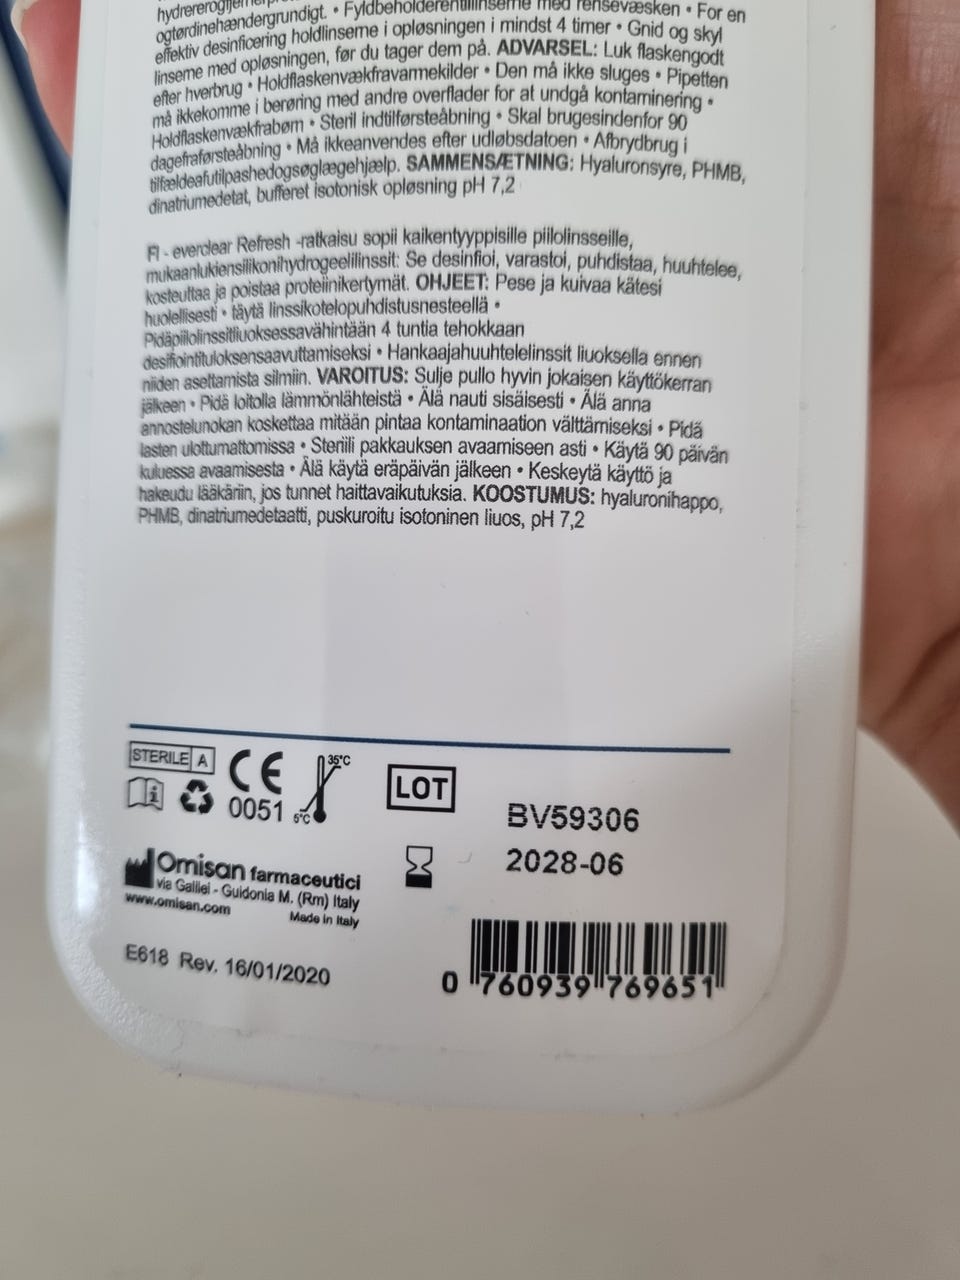 • Fyldbeholderentillinserne med rensevæsken • For en
ogtørdinehændergrundigt.
effektiv desinficering holdlinserne i opløsningen i mindst 4 timer • Gnid og skyl
linserne med opløsningen, før du tager dem på. ADVARSEL: Luk flaskengodt
efter hverbrug • Holdflaskenvækfravarmekilder • Den må ikke sluges • Pipetten
må ikkekomme i berøring med andre overflader for at undgå kontaminering •
Holdflaskenvækfrabørn • Steril indtilførsteåbning • Skal brugesindenfor 90
dagefraførsteåbning • Må ikkeanvendes efter udløbsdatoen • Afbrydbrug i
tilfældeafutilpashedogsøglægehjælp. SAMMENSÆTNING: Hyaluronsyre, PHMB,
dinatriumedetat, bufferet isotonisk opløsning pH 7,2
FI - everclear Refresh -ratkaisu sopii kaikentyyppisille piilolinsseille,
mukaanlukiensilikonihydrogeelilinssit: Se desinfioi, varastoi, puhdistaa, huuhtelee,
kosteuttaa ja poistaa proteiinikertymät. OHJEET: Pese ja kuivaa kätesi
huolellisesti • täytä linssikotelopuhdistusnesteellä •
Pidäpiilolinssitliuoksessavähintään 4 tuntia tehokkaan
desifiointituloksensaavuttamiseksi • Hankaajahuuhtelelinssit liuoksella ennen
niiden asettamista silmiin. VAROITUS: Sulje pullo hyvin jokaisen käyttökerran
jälkeen • Pidä loitolla lämmönlähteistä • Älä nauti sisäisesti • Älä anna
annostelunokan koskettaa mitään pintaa kontaminaation välttämiseksi • Pidä
lasten ulottumattomissa • Steriili pakkauksen avaamiseen asti • Käytä 90 päivän
kuluessa avaamisesta • Älä käytä eräpäivän jälkeen • Keskeytä käyttö ja
hakeudu lääkäriin, jos tunnet haittavaikutuksia. KOOSTUMUS: hyaluronihappo,
PHMB, dinatriumedetaatti, puskuroitu isotoninen liuos, pH 7,2
STERILE A
CE
0051
35°C
5°C
LOT
BV59306
2028-06
Omisan farmaceutici
via Galilei - Guidonia M. (Rm) Italy
www.omisan.com
Made in Italy
E618 Rev. 16/01/2020
0 760939 769651